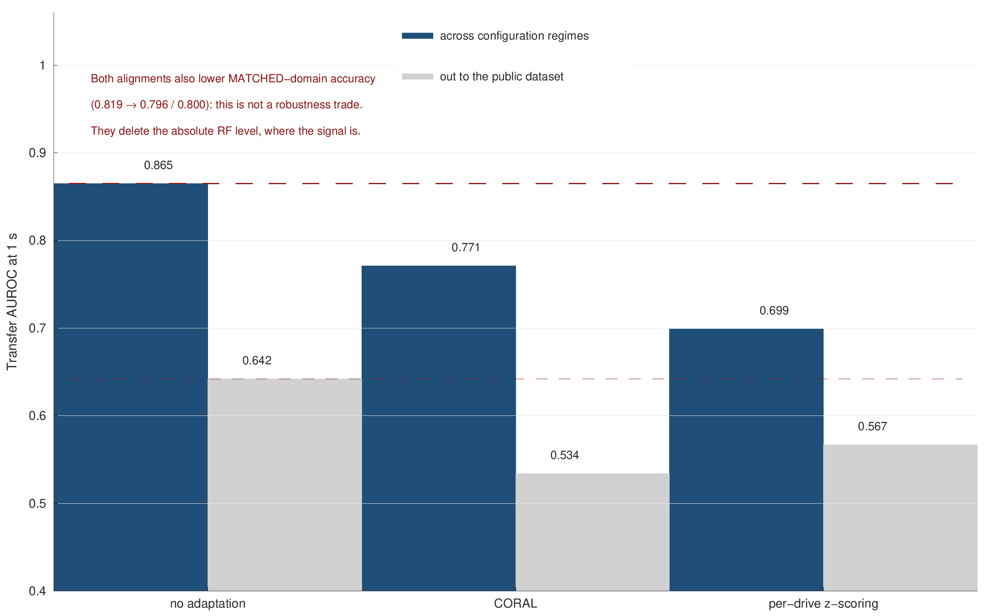 across configuration regimes
out to the public dataset
Both alignments also lower MATCHED−domain accuracy
(0.819 → 0.796 / 0.800): this is not a robustness trade.
They delete the absolute RF level, where the signal is.
Transfer AUROC at 1 s
1
0.9
0.8
0.7
0.6
0.5
0.4
0.865
0.642
0.771
0.534
0.699
0.567
no adaptation
CORAL
per−drive z−scoring